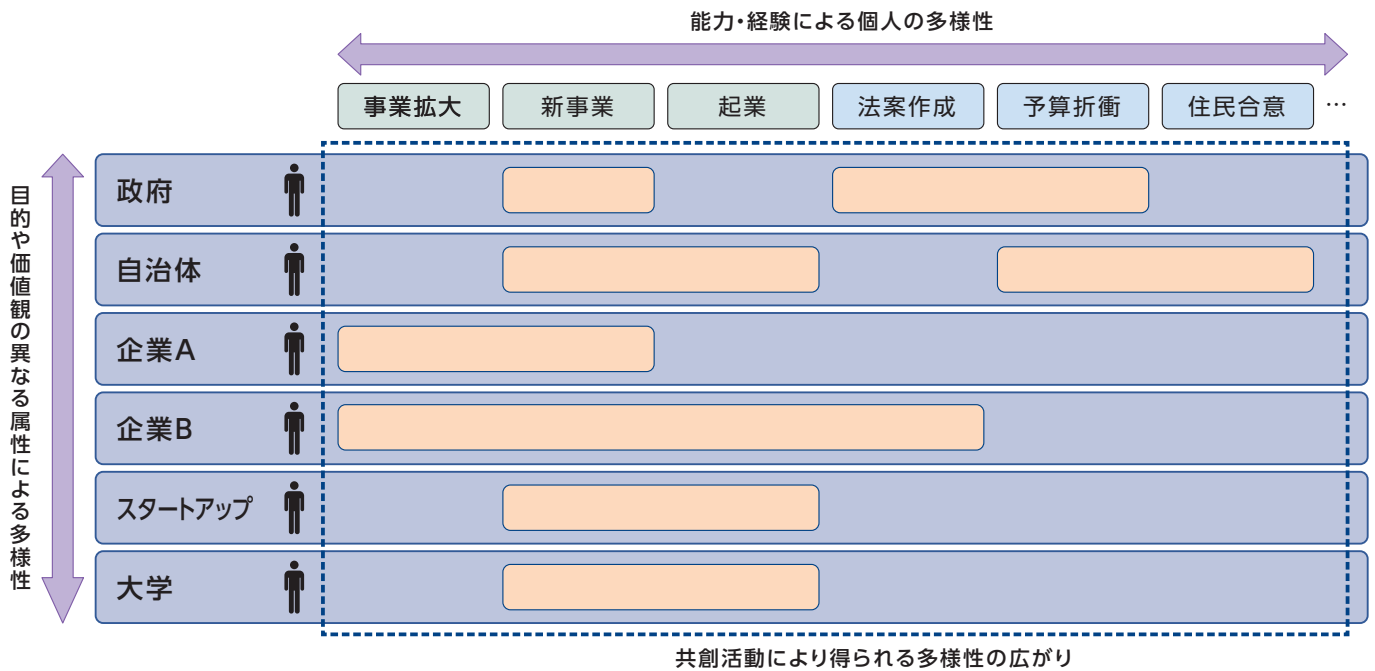 能力・経験による個人の多様性
事業拡大
新事業
起業
法案作成
予算折衝
住民合意
…
目的や価値観の異なる属性による多様性
政府
自治体
企業A
企業B
スタートアップ
大学
共創活動により得られる多様性の広がり